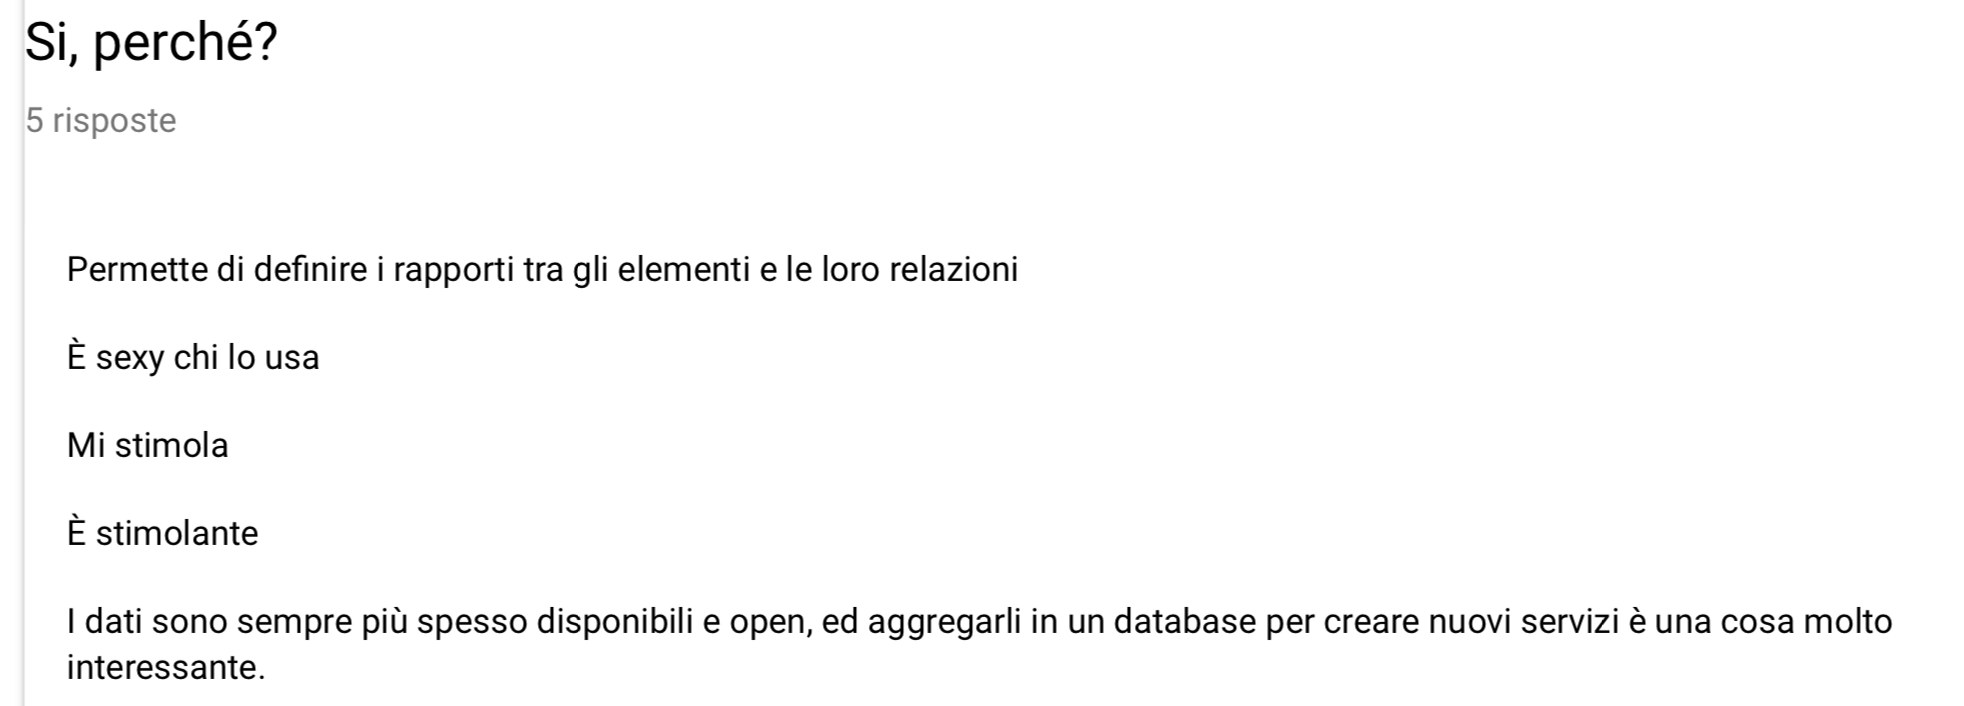 Si, perché?
5 risposte
Permette di definire i rapporti tra gli elementi e le loro relazioni
È sexy chi lo usa
Mi stimola
È stimolante
I dati sono sempre più spesso disponibili e open, ed aggregarli in un database per creare nuovi servizi è una cosa molto
interessante.